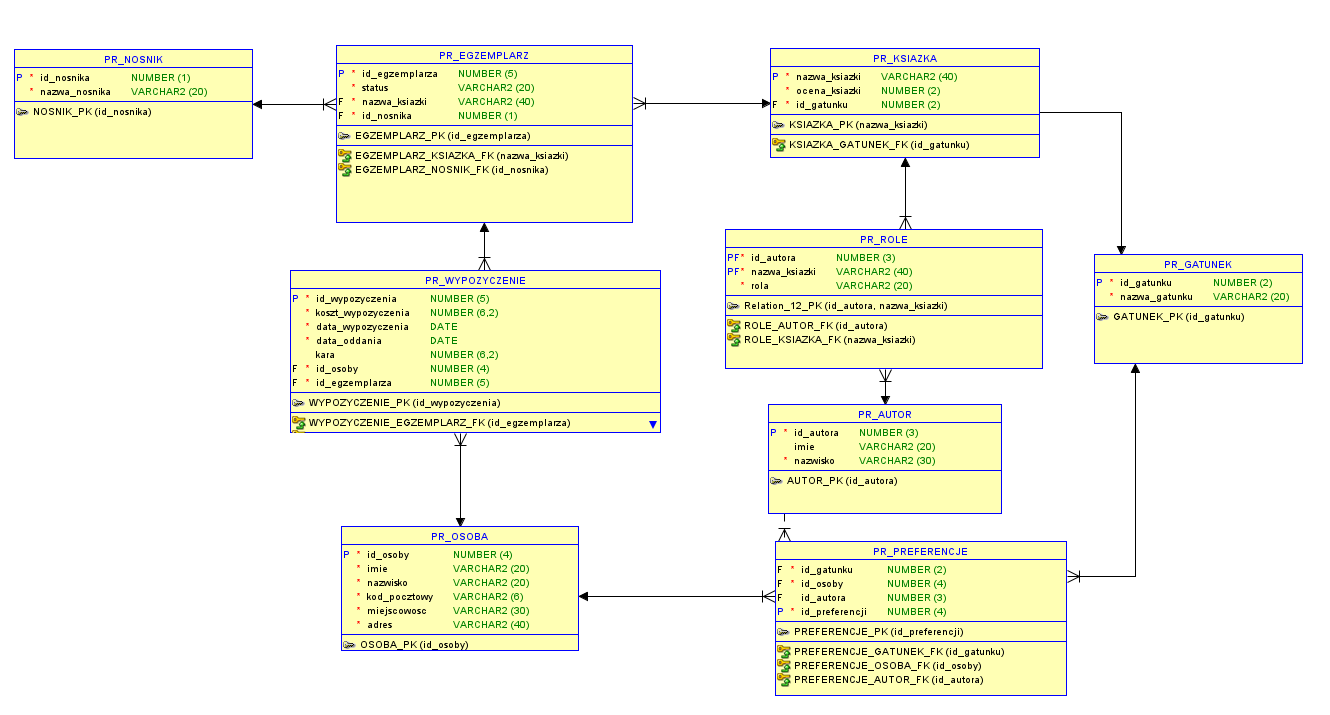 PR_NOSNIK
P * id_nosnika NUMBER (1)
* nazwa_nosnika VARCHAR2 (20)
NOSNIK_PK (id_nosnika)
PR_EGZEMPLARZ
P * id_egzemplarza NUMBER (5)
* status VARCHAR2 (20)
F * nazwa_ksiazki VARCHAR2 (40)
F * id_nosnika NUMBER (1)
EGZEMPLARZ_PK (id_egzemplarza)
EGZEMPLARZ_KSIAZKA_FK (nazwa_ksiazki)
EGZEMPLARZ_NOSNIK_FK (id_nosnika)
PR_KSIAZKA
P * nazwa_ksiazki VARCHAR2 (40)
* ocena_ksiazki NUMBER (2)
F * id_gatunku NUMBER (2)
KSIAZKA_PK (nazwa_ksiazki)
KSIAZKA_GATUNEK_FK (id_gatunku)
PR_ROLE
PF* id_autora NUMBER (3)
PF* nazwa_ksiazki VARCHAR2 (40)
* rola VARCHAR2 (20)
Relation_12_PK (id_autora, nazwa_ksiazki)
ROLE_AUTOR_FK (id_autora)
ROLE_KSIAZKA_FK (nazwa_ksiazki)
PR_GATUNEK
P * id_gatunku NUMBER (2)
* nazwa_gatunku VARCHAR2 (20)
GATUNEK_PK (id_gatunku)
PR_WYPOZYCZENIE
P * id_wypozyczenia NUMBER (5)
* koszt_wypozyczenia NUMBER (6,2)
* data_wypozyczenia DATE
* data_oddania DATE
kara NUMBER (6,2)
F * id_osoby NUMBER (4)
F * id_egzemplarza NUMBER (5)
WYPOZYCZENIE_PK (id_wypozyczenia)
WYPOZYCZENIE_EGZEMPLARZ_FK (id_egzemplarza)
PR_AUTOR
P * id_autora NUMBER (3)
imie VARCHAR2 (20)
* nazwisko VARCHAR2 (30)
AUTOR_PK (id_autora)
PR_OSOBA
P * id_osoby NUMBER (4)
* imie VARCHAR2 (20)
* nazwisko VARCHAR2 (20)
* kod_pocztowy VARCHAR2 (6)
* miejscowosc VARCHAR2 (30)
* adres VARCHAR2 (40)
OSOBA_PK (id_osoby)
PR_PREFERENCJE
F * id_gatunku NUMBER (2)
F * id_osoby NUMBER (4)
F id_autora NUMBER (3)
P * id_preferencji NUMBER (4)
PREFERENCJE_PK (id_preferencji)
PREFERENCJE_GATUNEK_FK (id_gatunku)
PREFERENCJE_OSOBA_FK (id_osoby)
PREFERENCJE_AUTOR_FK (id_autora)